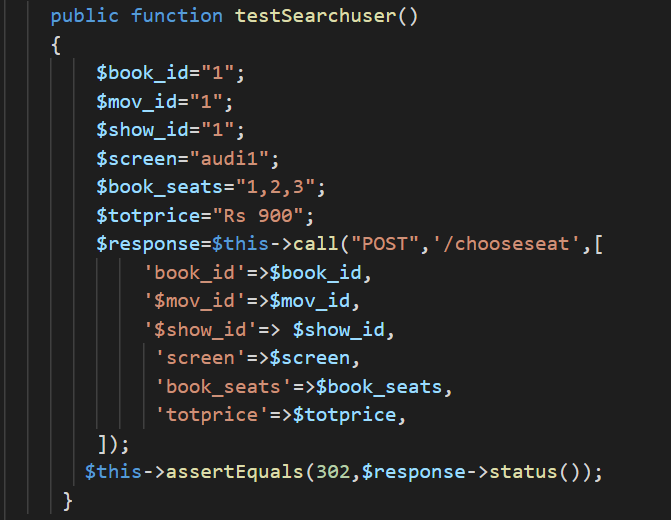 public function testSearchuser()
{
$book_id="1";
$mov_id="1";
$show_id="1";
$screen="audi1";
$book_seats="1,2,3";
$totprice="Rs 900";
$response=$this->call("POST",'/chooseseat',[
'book_id'=>$book_id,
'$mov_id'=>$mov_id,
'$show_id'=> $show_id,
'screen'=>$screen,
'book_seats'=>$book_seats,
'totprice'=>$totprice,
]);
$this->assertEquals(302,$response->status());
}